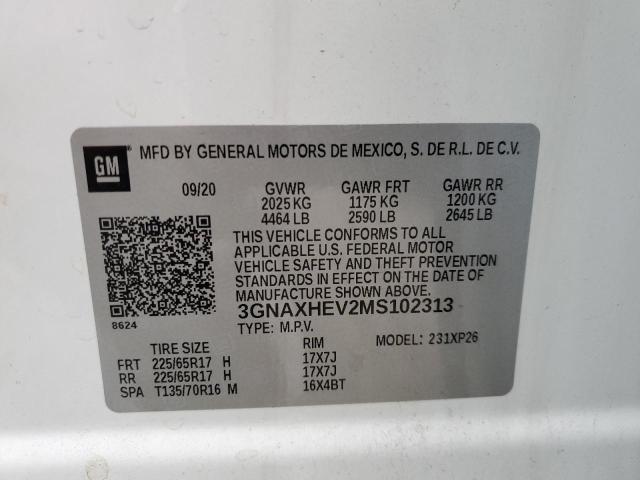 GM ® MFD BY GENERAL MOTORS DE MEXICO, S. DE R.L. DE C.V.
09/20 GVWR GAWR FRT GAWR RR
2025 KG 1175 KG 1200 KG
4464 LB 2590 LB 2645 LB
THIS VEHICLE CONFORMS TO ALL
APPLICABLE U.S. FEDERAL MOTOR
VEHICLE SAFETY AND THEFT PREVENTION
STANDARDS IN EFFECT ON THE DATE OF
MANUFACTURE SHOWN ABOVE.
3GNAXHEV2MS102313
8624
TYPE: M.P.V. MODEL: 231XP26
TIRE SIZE RIM
FRT 225/65R17 H 17X7J
RR 225/65R17 H 17X7J
SPA T135/70R16 M 16X4BT